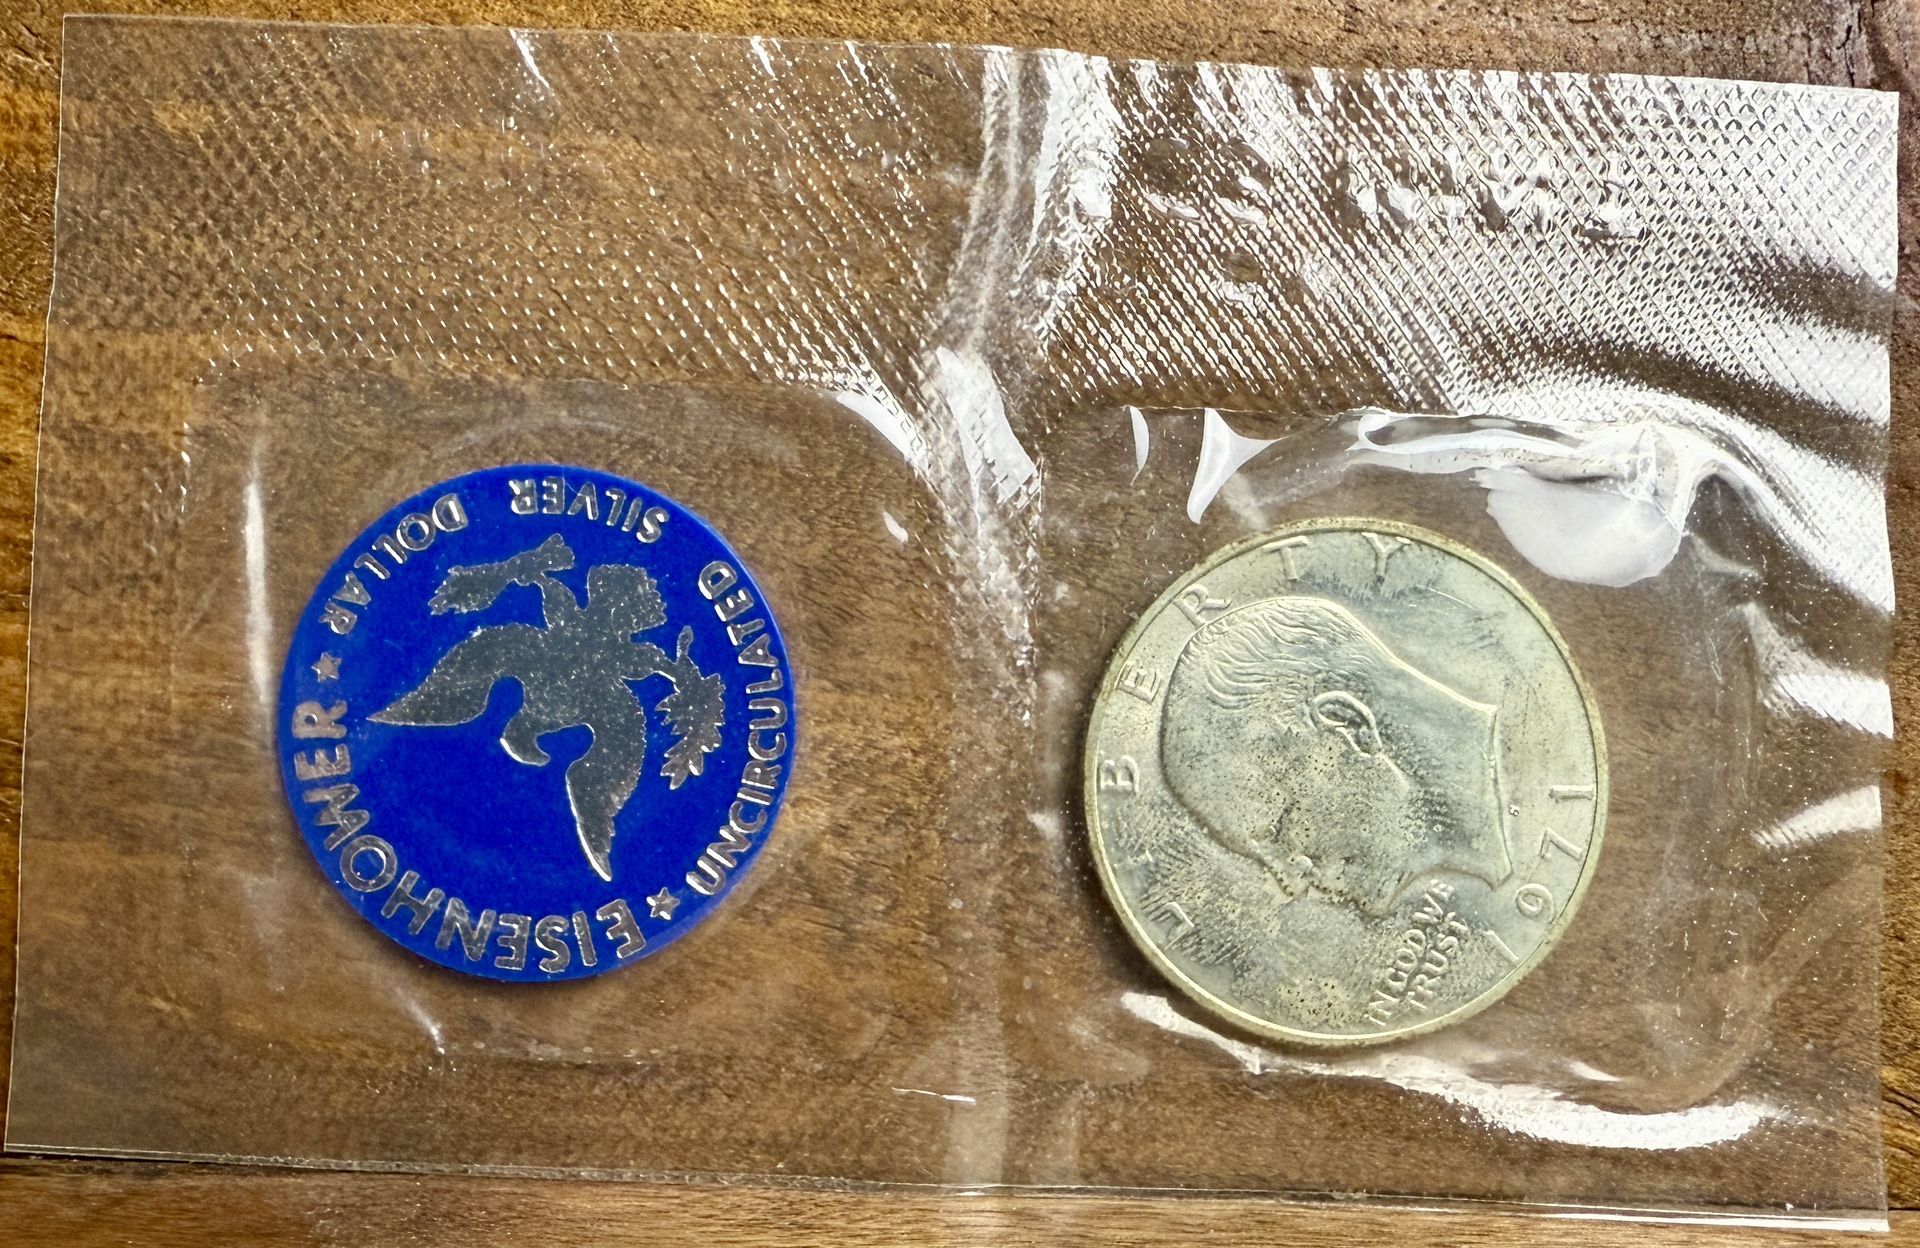 EISENHOWER
★ UNCIRCULATED SILVER DOLLAR ★
LIBERTY
IN GOD WE
TRUST
S
1971